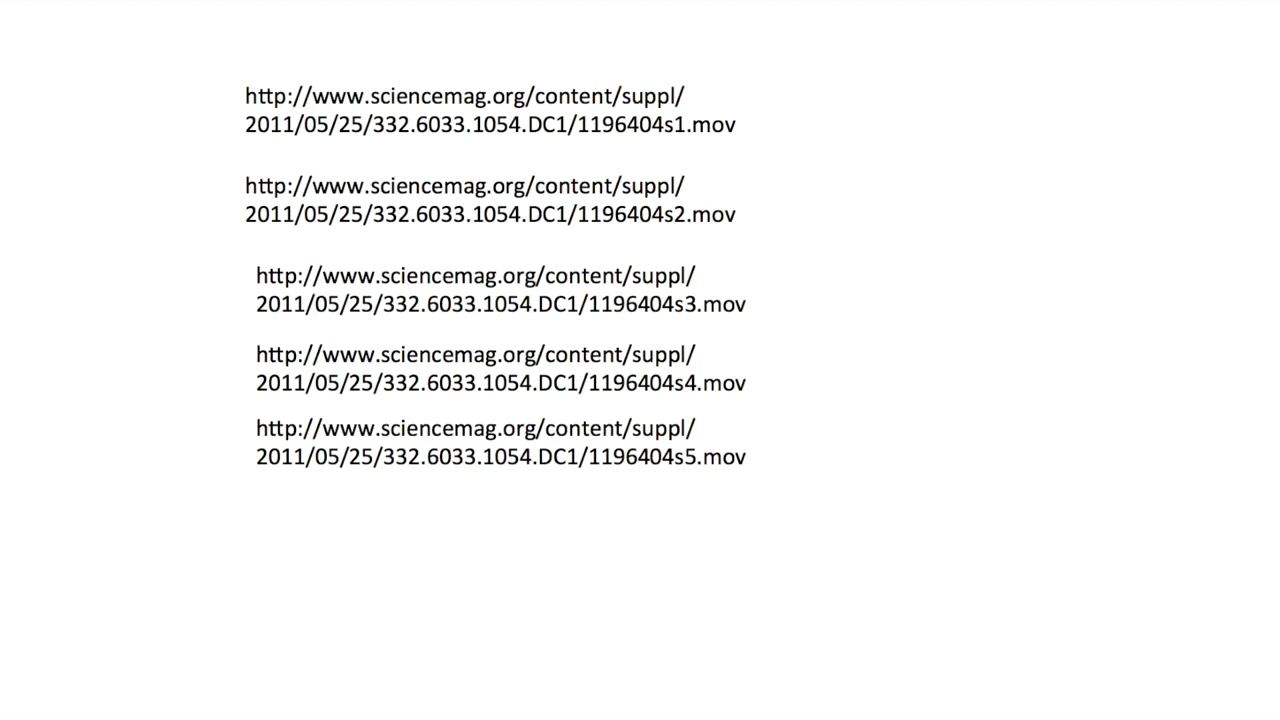 http://www.sciencemag.org/content/suppl/
2011/05/25/332.6033.1054.DC1/1196404s1.mov
http://www.sciencemag.org/content/suppl/
2011/05/25/332.6033.1054.DC1/1196404s2.mov
http://www.sciencemag.org/content/suppl/
2011/05/25/332.6033.1054.DC1/1196404s3.mov
http://www.sciencemag.org/content/suppl/
2011/05/25/332.6033.1054.DC1/1196404s4.mov
http://www.sciencemag.org/content/suppl/
2011/05/25/332.6033.1054.DC1/1196404s5.mov